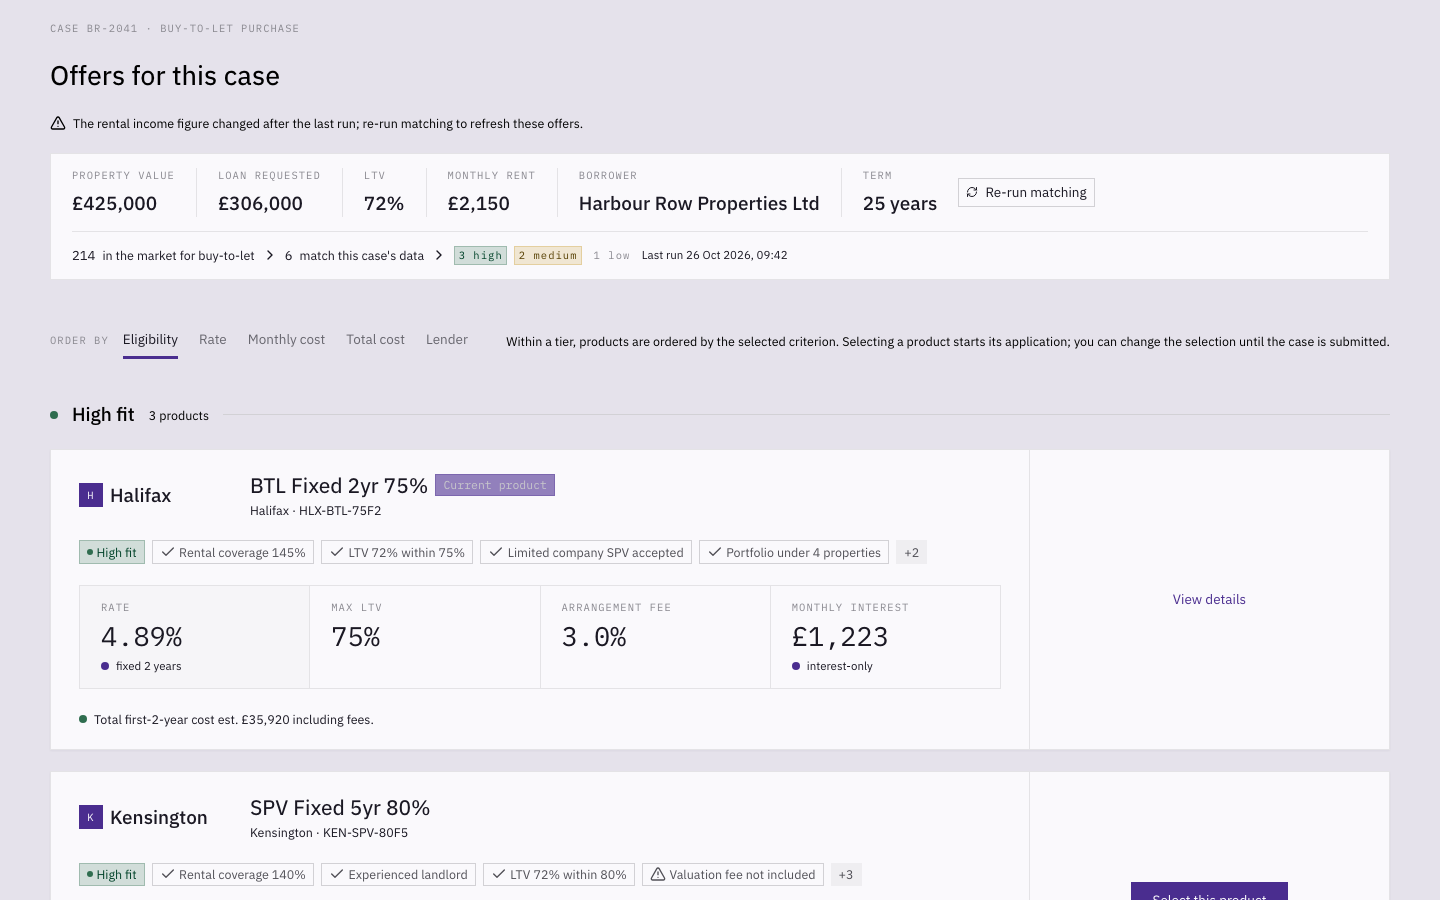 CASE BR-2041 · BUY-TO-LET PURCHASE
Offers for this case
The rental income figure changed after the last run; re-run matching to refresh these offers.
PROPERTY VALUE
£425,000
LOAN REQUESTED
£306,000
LTV
72%
MONTHLY RENT
£2,150
BORROWER
Harbour Row Properties Ltd
TERM
25 years
Re-run matching
214 in the market for buy-to-let
6 match this case's data
3 high
2 medium
1 low
Last run 26 Oct 2026, 09:42
ORDER BY
Eligibility
Rate
Monthly cost
Total cost
Lender
Within a tier, products are ordered by the selected criterion. Selecting a product starts its application; you can change the selection until the case is submitted.
High fit
3 products
H
Halifax
BTL Fixed 2yr 75%
Current product
Halifax · HLX-BTL-75F2
High fit
Rental coverage 145%
LTV 72% within 75%
Limited company SPV accepted
Portfolio under 4 properties
+2
RATE
4.89%
fixed 2 years
MAX LTV
75%
ARRANGEMENT FEE
3.0%
MONTHLY INTEREST
£1,223
interest-only
Total first-2-year cost est. £35,920 including fees.
View details
K
Kensington
SPV Fixed 5yr 80%
Kensington · KEN-SPV-80F5
High fit
Rental coverage 140%
Experienced landlord
LTV 72% within 80%
Valuation fee not included
+3
Select this product